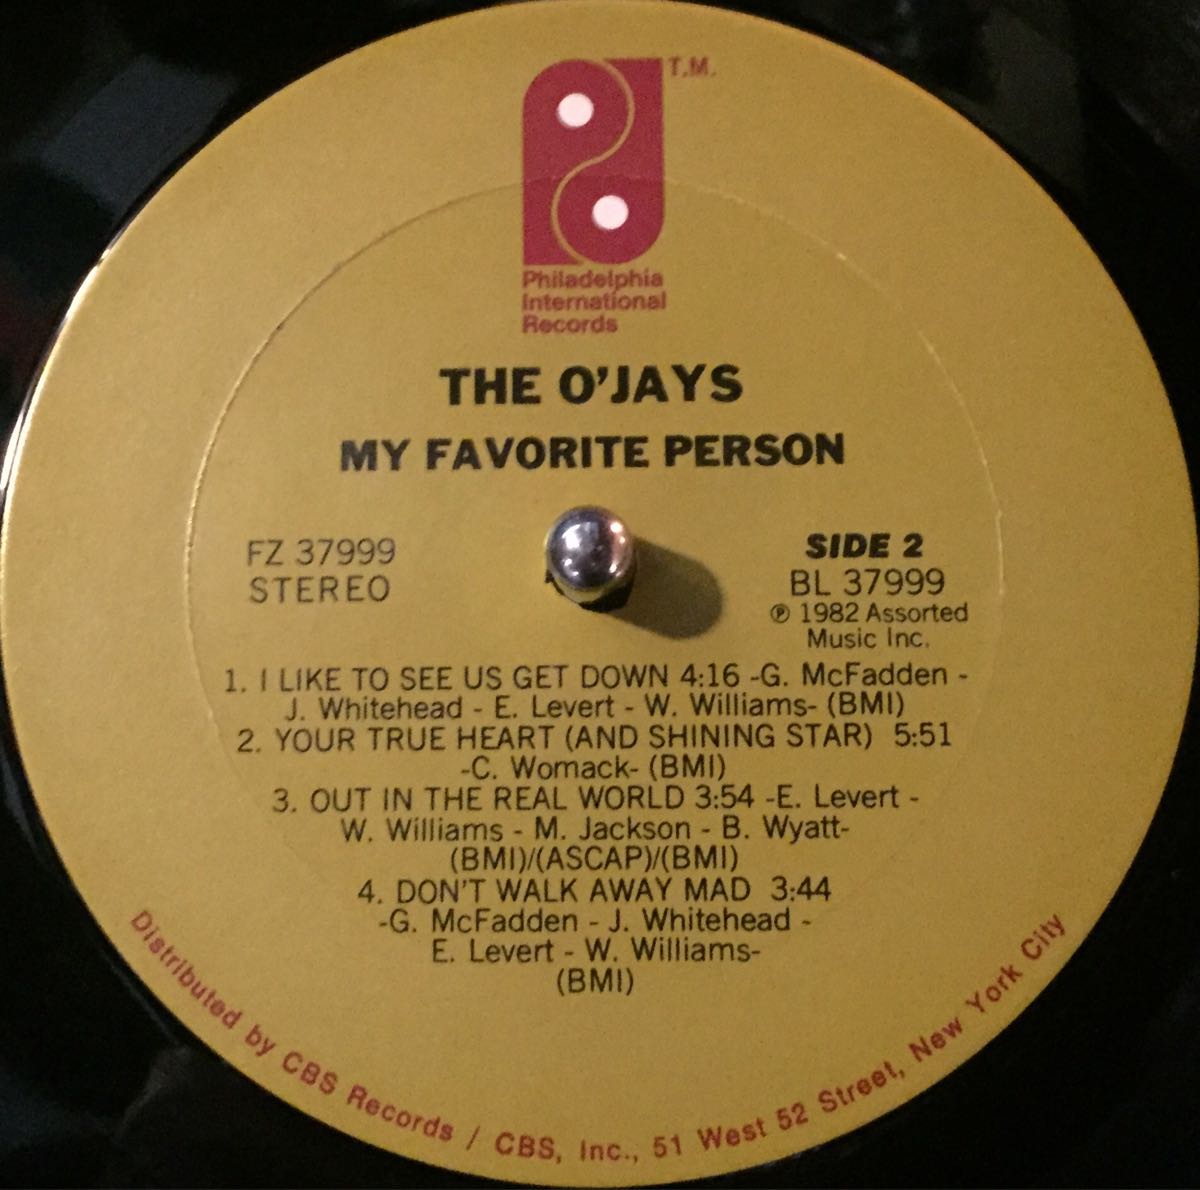 T.M.
Philadelphia
International
Records
THE O'JAYS
MY FAVORITE PERSON
FZ 37999
STEREO
SIDE 2
BL 37999
℗ 1982 Assorted
Music Inc.
1. I LIKE TO SEE US GET DOWN 4:16 -G. McFadden -
J. Whitehead - E. Levert - W. Williams- (BMI)
2. YOUR TRUE HEART (AND SHINING STAR) 5:51
-C. Womack- (BMI)
3. OUT IN THE REAL WORLD 3:54 -E. Levert -
W. Williams - M. Jackson - B. Wyatt-
(BMI)/(ASCAP)/(BMI)
4. DON'T WALK AWAY MAD 3:44
-G. McFadden - J. Whitehead -
E. Levert - W. Williams-
(BMI)
Distributed by CBS Records / CBS, Inc., 51 West 52 Street, New York City